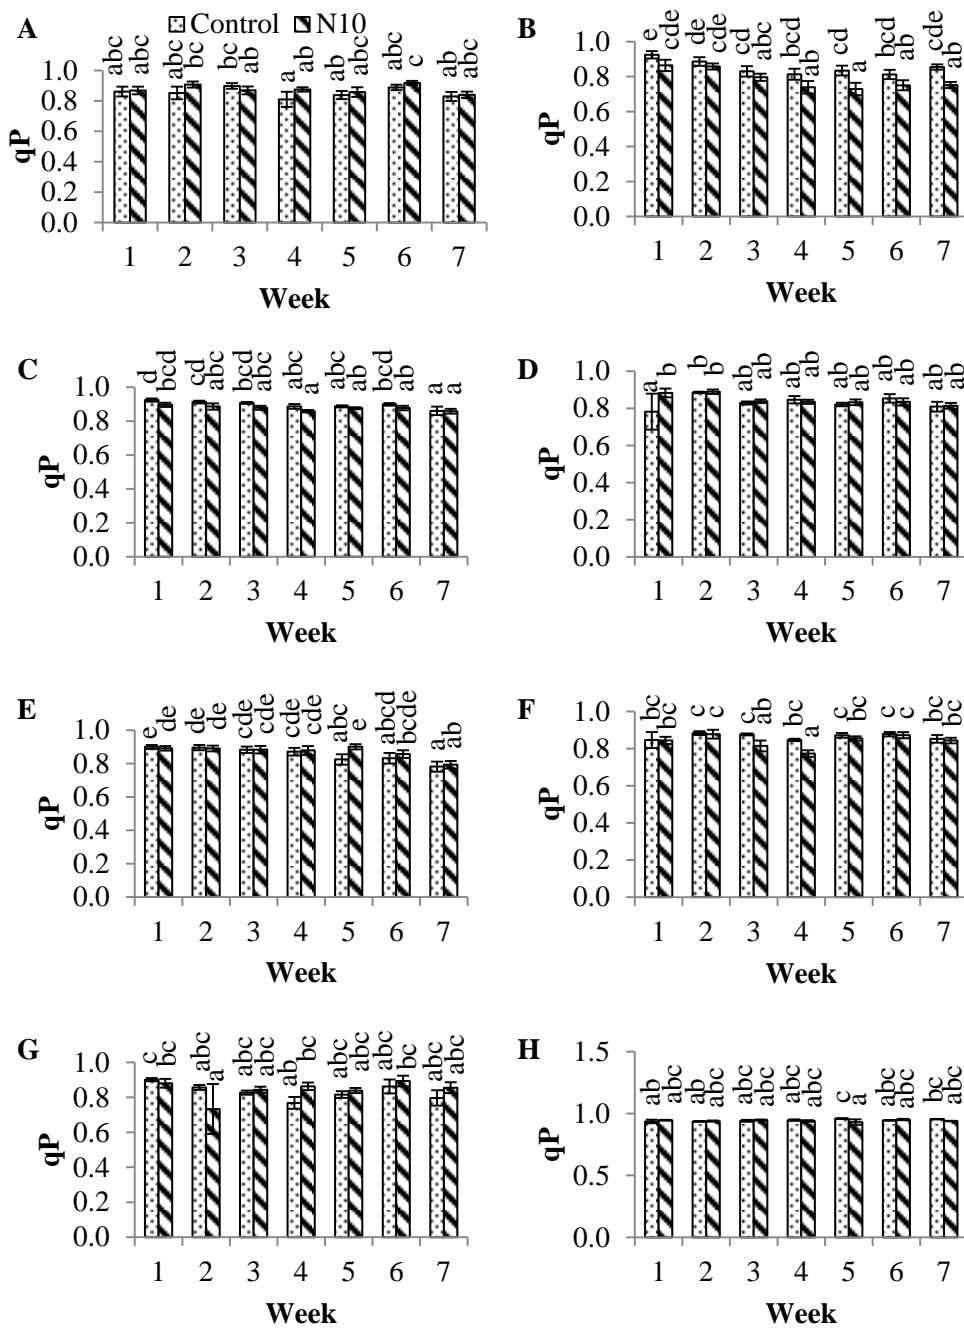 A
Control N10
abc abc abc bc bc ab a ab ab abc abc c ab abc
1.0
0.8
0.6
0.4
0.2
0.0
qP
1 2 3 4 5 6 7
Week
B
e cde de cde cd abc bcd ab cd a bcd ab cde ab
1.0
0.8
0.6
0.4
0.2
0.0
qP
1 2 3 4 5 6 7
Week
C
d bcd cd abc bcd abc abc a abc ab bcd ab a a
1.0
0.8
0.6
0.4
0.2
0.0
qP
1 2 3 4 5 6 7
Week
D
a b b b ab ab ab ab ab ab ab ab ab ab
1.0
0.8
0.6
0.4
0.2
0.0
qP
1 2 3 4 5 6 7
Week
E
e de de de cde cde cde cde abc e abcd bcde a ab
1.0
0.8
0.6
0.4
0.2
0.0
qP
1 2 3 4 5 6 7
Week
F
bc bc c c c ab bc a c bc c c bc bc
1.0
0.8
0.6
0.4
0.2
0.0
qP
1 2 3 4 5 6 7
Week
G
c bc abc a abc abc ab bc abc abc abc bc abc abc
1.0
0.8
0.6
0.4
0.2
0.0
qP
1 2 3 4 5 6 7
Week
H
ab abc ab abc abc abc abc abc c a abc abc bc abc
1.5
1.0
0.5
0.0
qP
1 2 3 4 5 6 7
Week